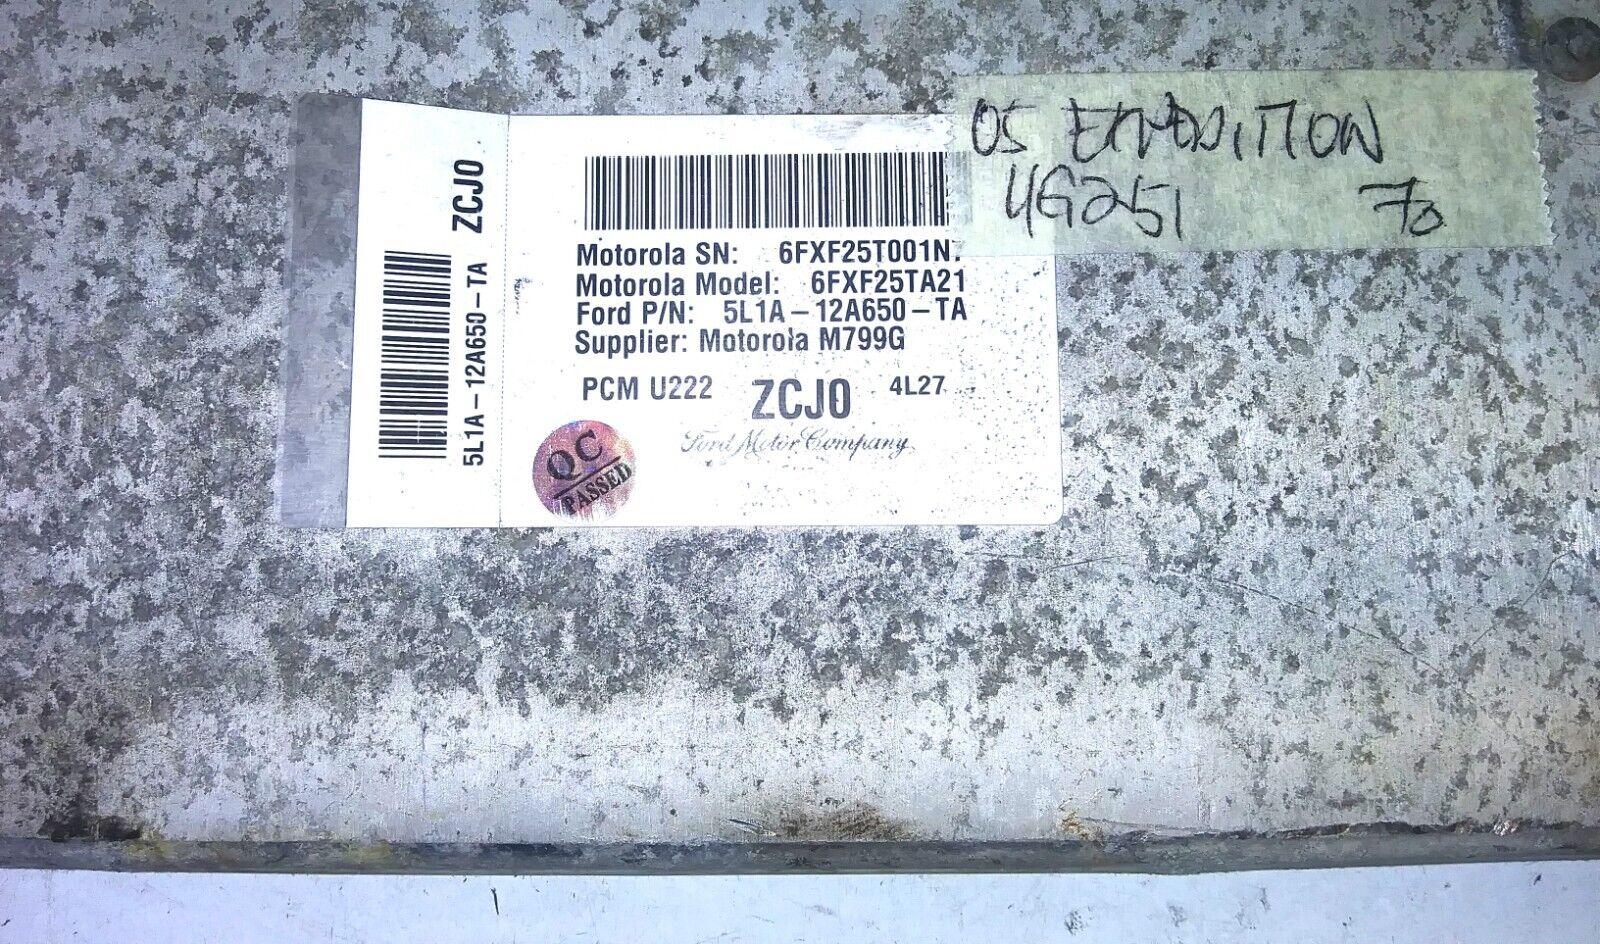 05 EXPEDITION
4G251 70
5L1A-12A650-TA ZCJ0
Motorola SN: 6FXF25T001N
Motorola Model: 6FXF25TA21
Ford P/N: 5L1A-12A650-TA
Supplier: Motorola M799G
PCM U222 ZCJ0 4L27
Ford Motor Company
QC
PASSED